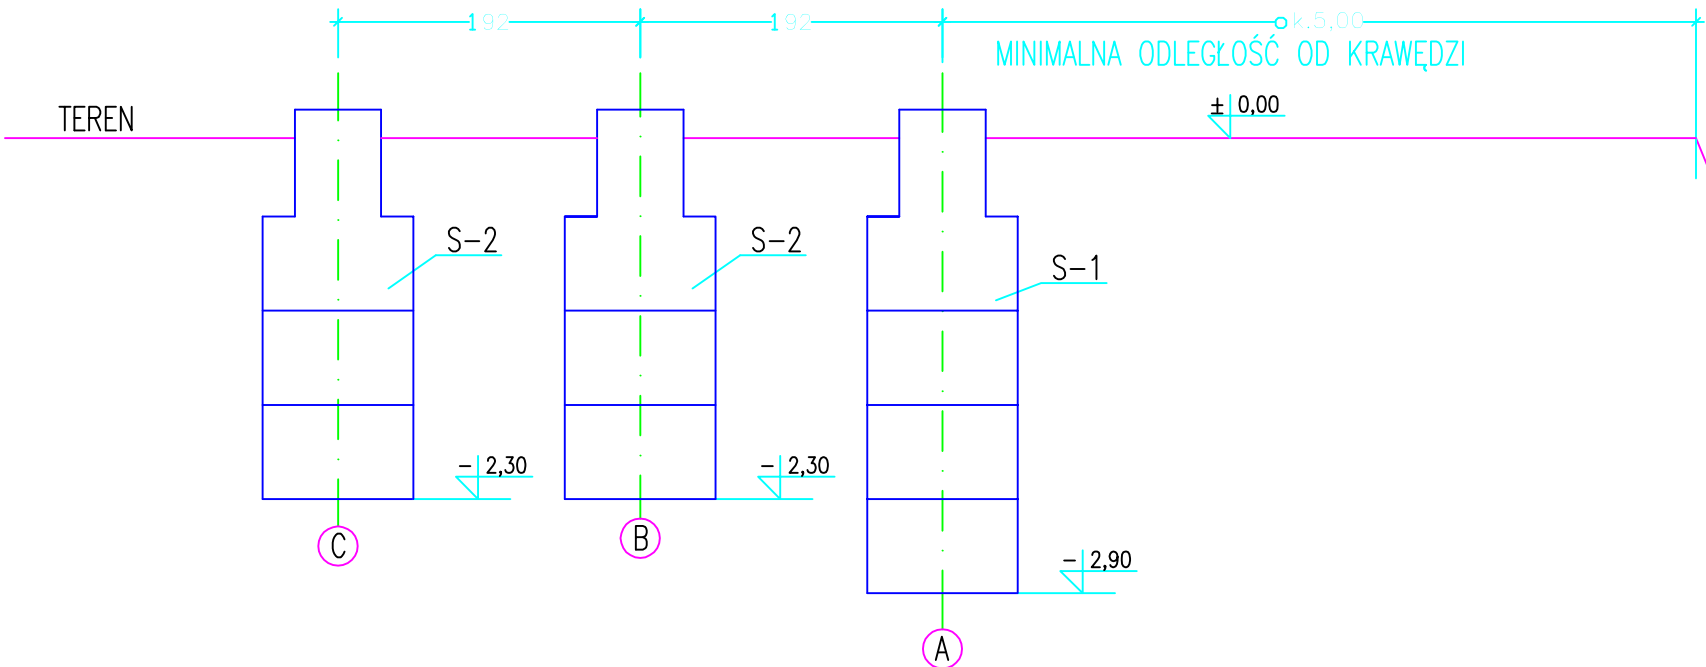 192 192 ok.5,00
MINIMALNA ODLEGŁOŚĆ OD KRAWĘDZI
TEREN ± 0,00
S-2 S-2 S-1
- 2,30 - 2,30
C B
- 2,90
A